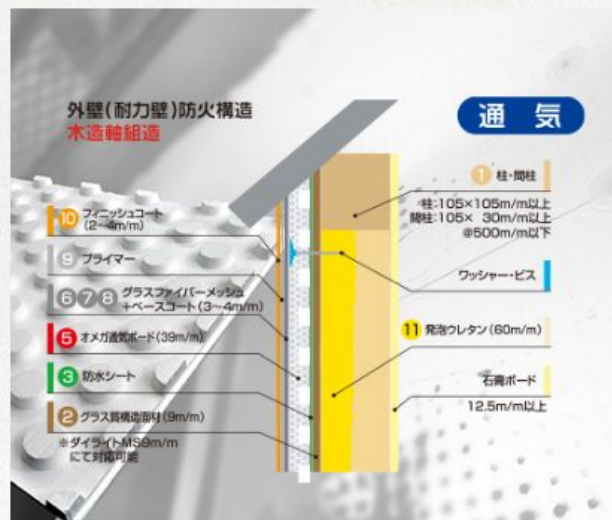 外壁(耐力壁)防火構造
木造軸組造
通気
10 フィニッシュコート
(2~4m/m)
9 プライマー
6 7 8 グラスファイバーメッシュ
+ベースコート(3~4m/m)
5 オメガ通気ボード(39m/m)
3 防水シート
2 グラス質構造面材(9m/m)
※ダイライトMS9m/m
にて対応可能
1 柱・間柱
柱:105×105m/m以上
間柱:105× 30m/m以上
@500m/m以下
ワッシャー・ビス
11 発泡ウレタン(60m/m)
石膏ボード
12.5m/m以上